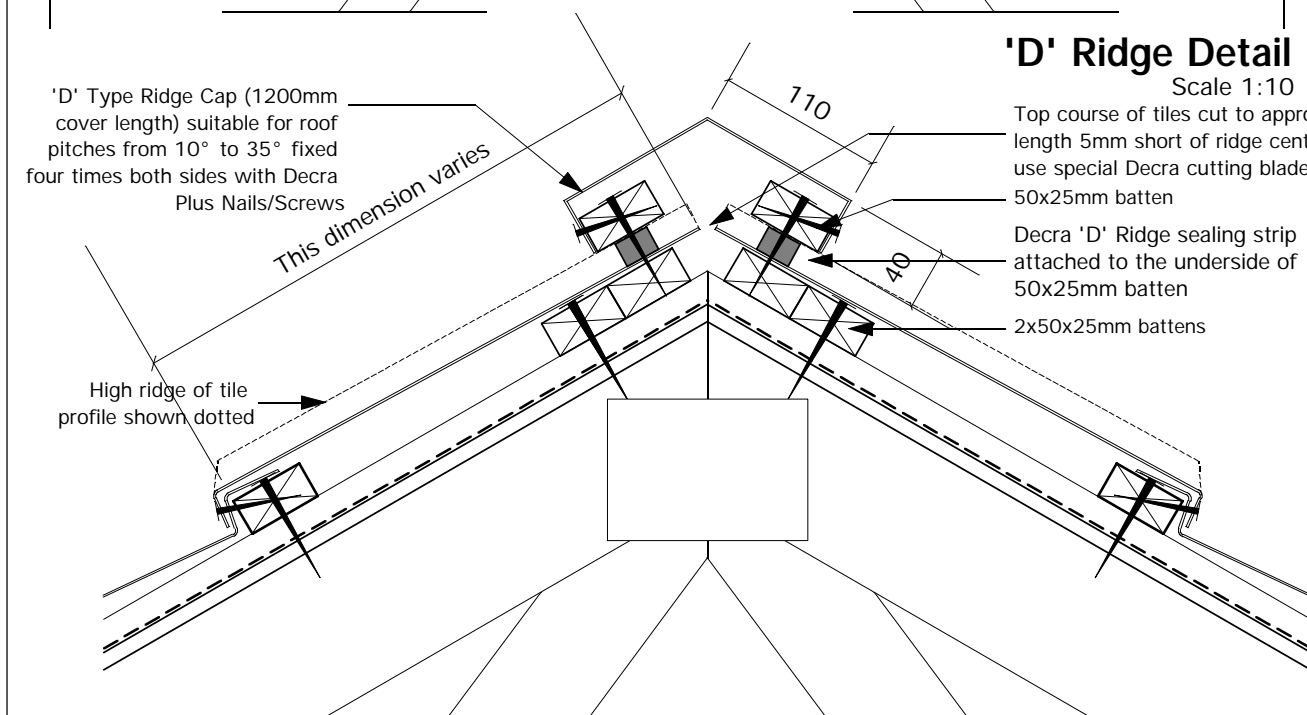 'D' Ridge Detail
Scale 1:10
'D' Type Ridge Cap (1200mm
cover length) suitable for roof
pitches from 10° to 35° fixed
four times both sides with Decra
Plus Nails/Screws
This dimension varies
110
Top course of tiles cut to
length 5mm short of ridge
use special Decra cutting blade
50x25mm batten
Decra 'D' Ridge sealing strip
attached to the underside of
50x25mm batten
40
2x50x25mm battens
High ridge of tile
profile shown dotted